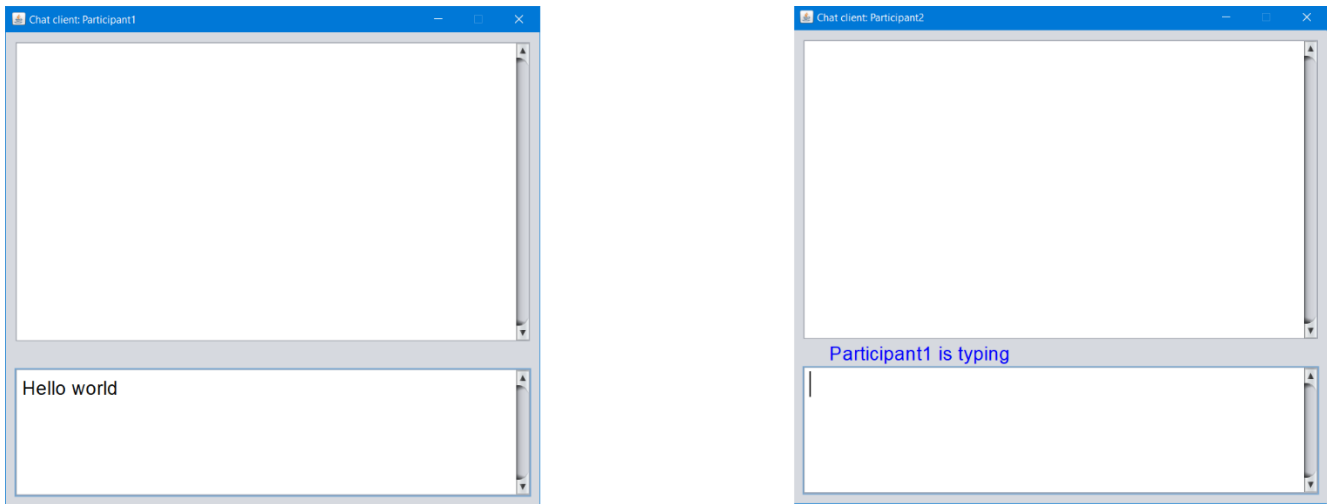 Chat client: Participant1
Hello world
Chat client: Participant2
Participant1 is typing